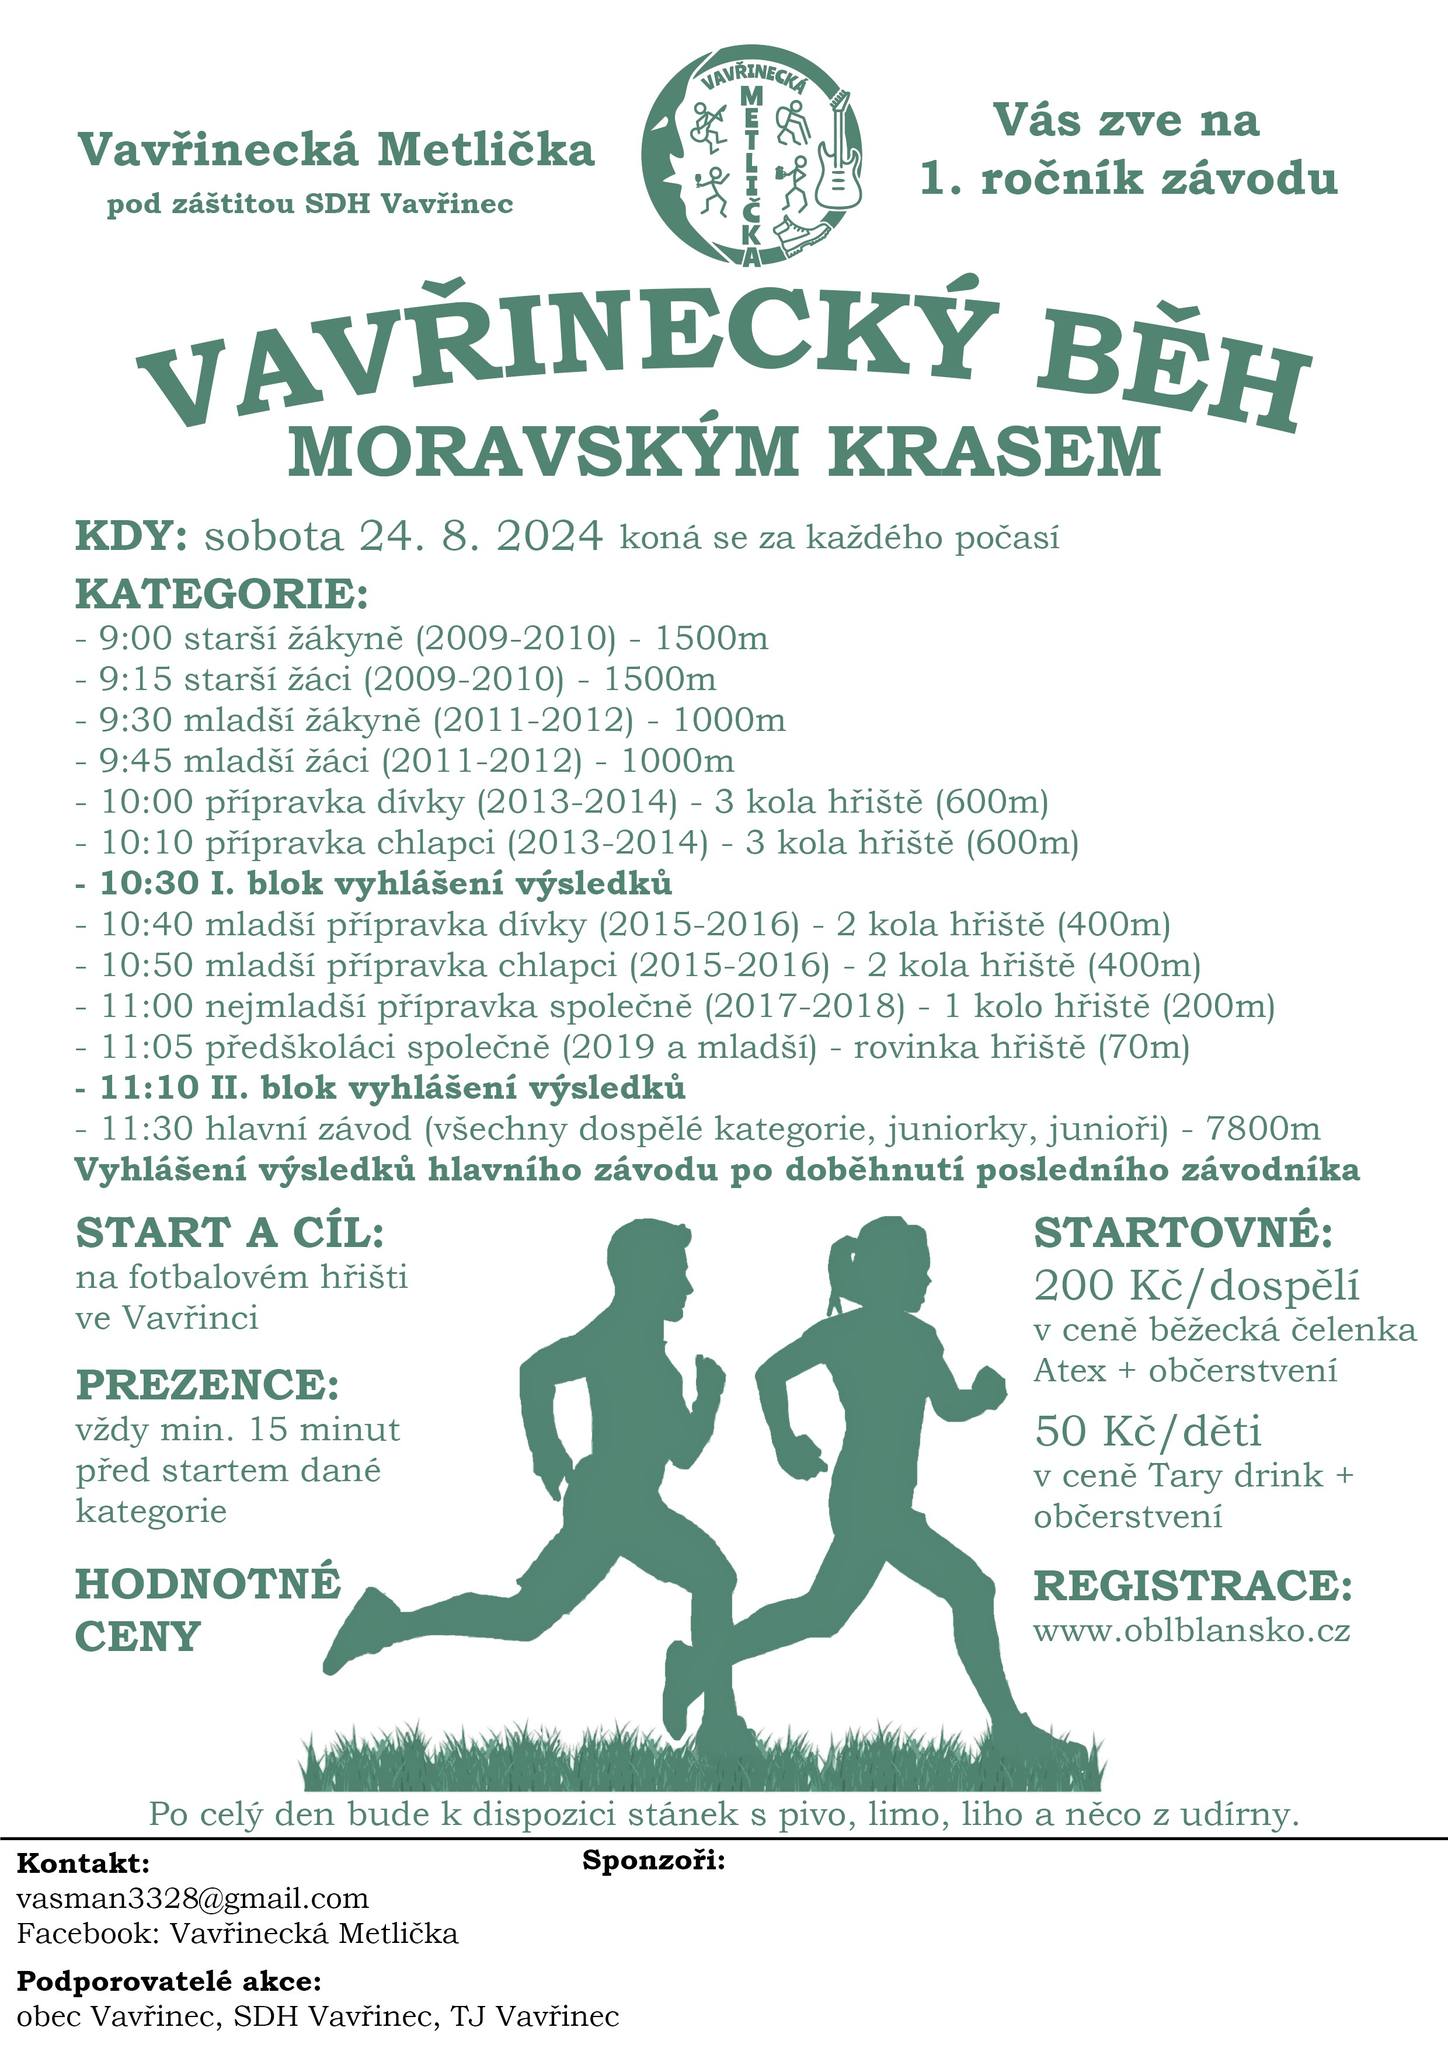 Vavřinecká Metlička
pod záštitou SDH Vavřinec
VAVŘINECKÁ
METLIČKA
Vás zve na
1. ročník závodu
VAVŘINECKÝ BĚH
MORAVSKÝM KRASEM
KDY: sobota 24. 8. 2024 koná se za každého počasí
KATEGORIE:
- 9:00 starší žákyně (2009-2010) - 1500m
- 9:15 starší žáci (2009-2010) - 1500m
- 9:30 mladší žákyně (2011-2012) - 1000m
- 9:45 mladší žáci (2011-2012) - 1000m
- 10:00 přípravka dívky (2013-2014) - 3 kola hřiště (600m)
- 10:10 přípravka chlapci (2013-2014) - 3 kola hřiště (600m)
- 10:30 I. blok vyhlášení výsledků
- 10:40 mladší přípravka dívky (2015-2016) - 2 kola hřiště (400m)
- 10:50 mladší přípravka chlapci (2015-2016) - 2 kola hřiště (400m)
- 11:00 nejmladší přípravka společně (2017-2018) - 1 kolo hřiště (200m)
- 11:05 předškoláci společně (2019 a mladší) - rovinka hřiště (70m)
- 11:10 II. blok vyhlášení výsledků
- 11:30 hlavní závod (všechny dospělé kategorie, juniorky, junioři) - 7800m
Vyhlášení výsledků hlavního závodu po doběhnutí posledního závodníka
START A CÍL:
na fotbalovém hřišti
ve Vavřinci
PREZENCE:
vždy min. 15 minut
před startem dané
kategorie
HODNOTNÉ
CENY
STARTOVNÉ:
200 Kč/dospělí
v ceně běžecká čelenka
Atex + občerstvení
50 Kč/děti
v ceně Tary drink +
občerstvení
REGISTRACE:
www.oblblansko.cz
Po celý den bude k dispozici stánek s pivo, limo, liho a něco z udírny.
Kontakt:
vasman3328@gmail.com
Facebook: Vavřinecká Metlička
Podporovatelé akce:
obec Vavřinec, SDH Vavřinec, TJ Vavřinec
Sponzoři: